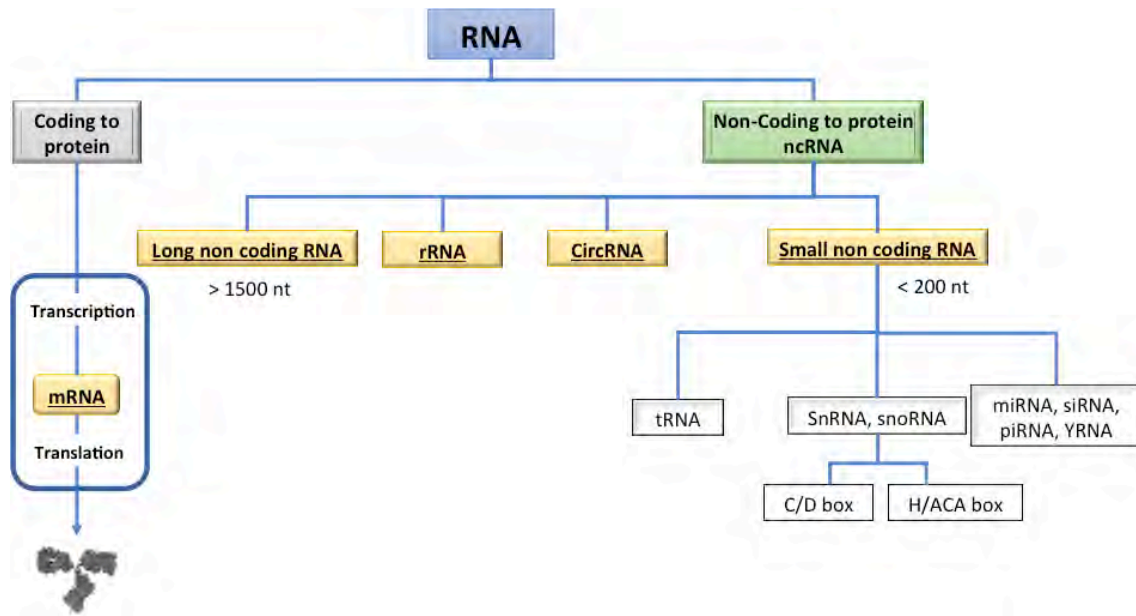 RNA
Coding to
protein
Non-Coding to protein
ncRNA
Long non coding RNA
rRNA
CircRNA
Small non coding RNA
> 1500 nt
< 200 nt
Transcription
mRNA
Translation
tRNA
SnRNA, snoRNA
miRNA, siRNA,
piRNA, YRNA
C/D box
H/ACA box